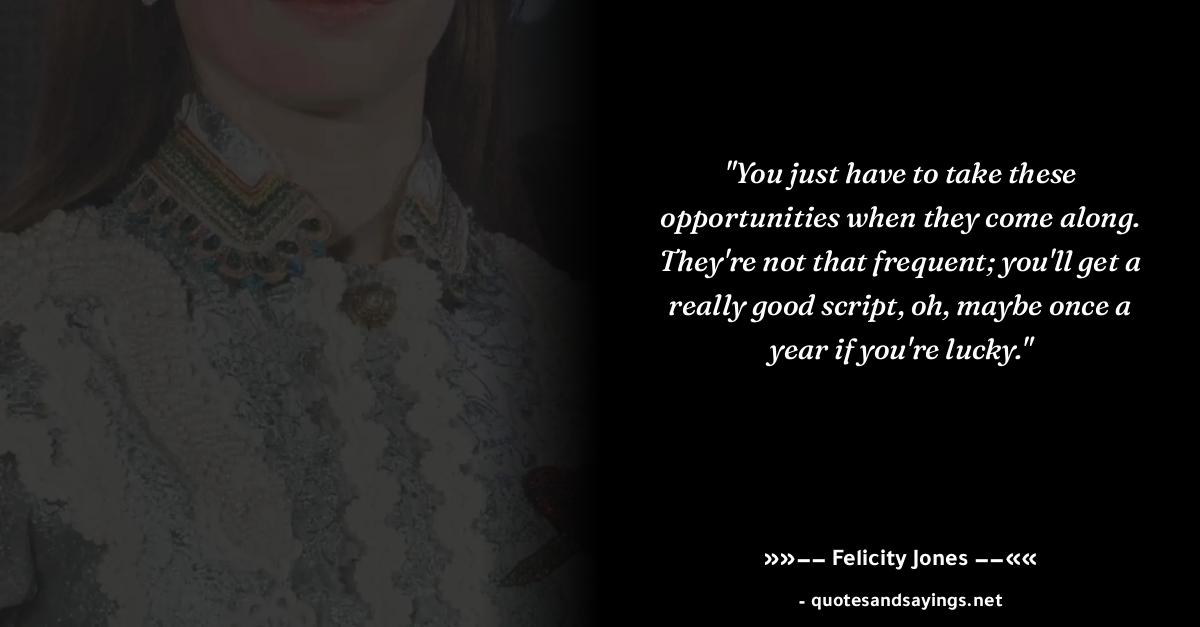 "You just have to take these
opportunities when they come along.
They're not that frequent; you'll get a
really good script, oh, maybe once a
year if you're lucky."
»»−− Felicity Jones −−««
- quotesandsayings.net